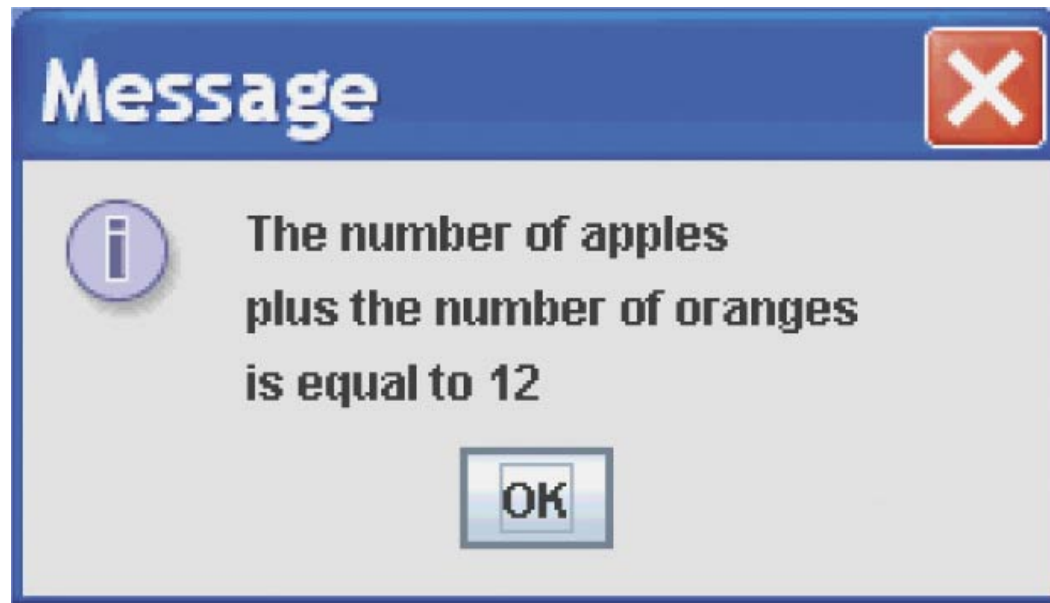 Message
The number of apples
plus the number of oranges
is equal to 12
OK